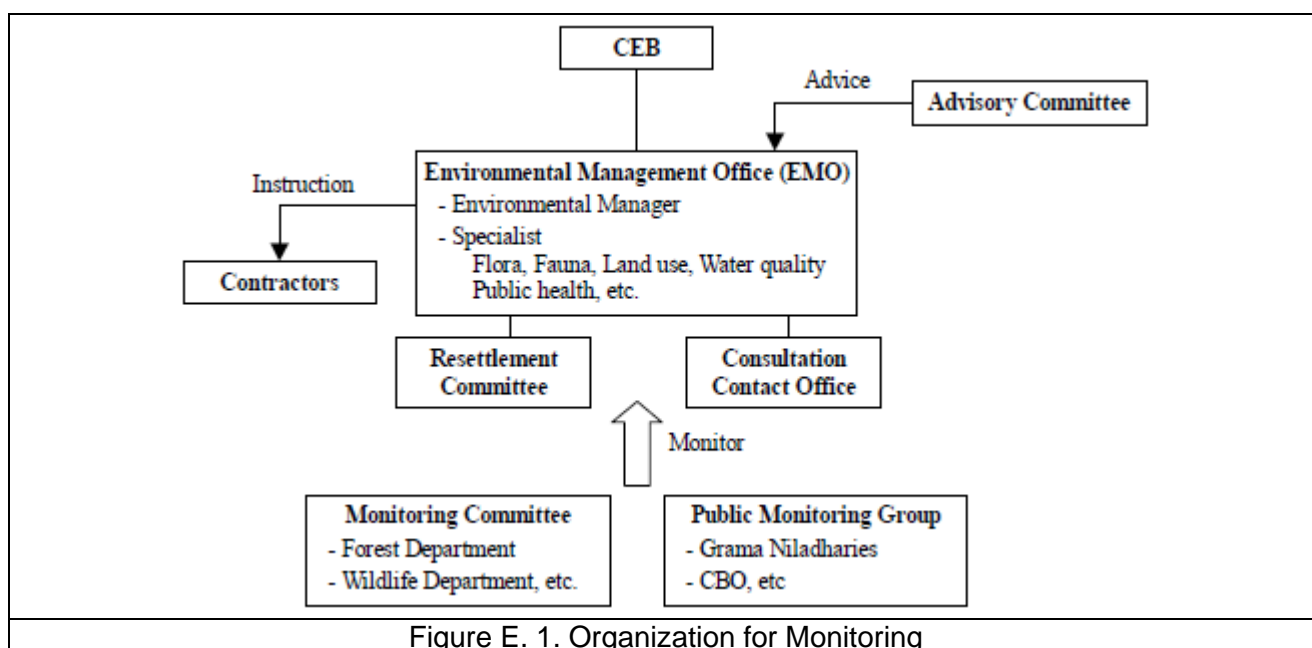 CEB
Advice
Advisory Committee
Environmental Management Office (EMO)
- Environmental Manager
- Specialist
Flora, Fauna, Land use, Water quality
Public health, etc.
Instruction
Contractors
Resettlement
Committee
Consultation
Contact Office
Monitor
Monitoring Committee
- Forest Department
- Wildlife Department, etc.
Public Monitoring Group
- Grama Niladharies
- CBO, etc
Figure E. 1. Organization for Monitoring